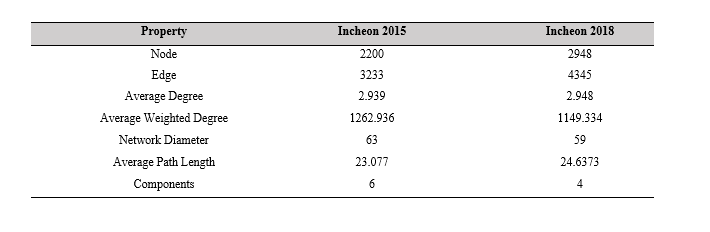 Property Incheon 2015 Incheon 2018
Node 2200 2948
Edge 3233 4345
Average Degree 2.939 2.948
Average Weighted Degree 1262.936 1149.334
Network Diameter 63 59
Average Path Length 23.077 24.6373
Components 6 4